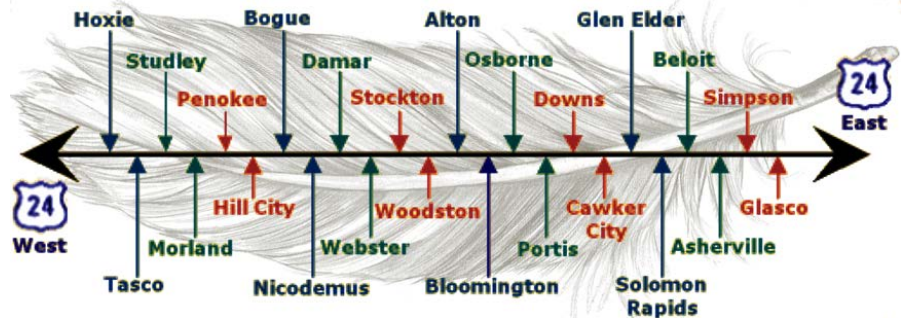 Hoxie
Bogue
Alton
Glen Elder
Studley
Damar
Osborne
Beloit
Penokee
Stockton
Downs
Simpson
24
East
24
West
Hill City
Woodston
Cawker
City
Glasco
Morland
Webster
Portis
Asherville
Tasco
Nicodemus
Bloomington
Solomon
Rapids